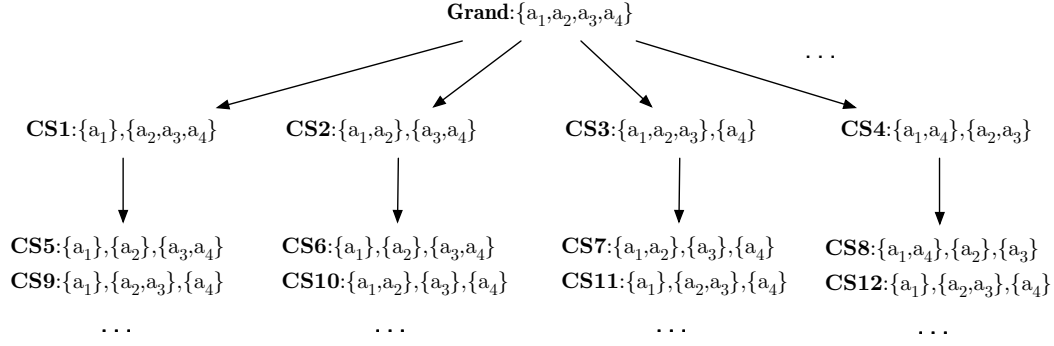 Grand:{a₁,a₂,a₃,a₄}
. . .
CS1:{a₁},{a₂,a₃,a₄} CS2:{a₁,a₂},{a₃,a₄} CS3:{a₁,a₂,a₃},{a₄} CS4:{a₁,a₄},{a₂,a₃}
CS5:{a₁},{a₂},{a₃,a₄} CS6:{a₁},{a₂},{a₃,a₄} CS7:{a₁,a₂},{a₃},{a₄} CS8:{a₁,a₄},{a₂},{a₃}
CS9:{a₁},{a₂,a₃},{a₄} CS10:{a₁,a₂},{a₃},{a₄} CS11:{a₁},{a₂,a₃},{a₄} CS12:{a₁},{a₂,a₃},{a₄}
. . . . . . . . . . . .